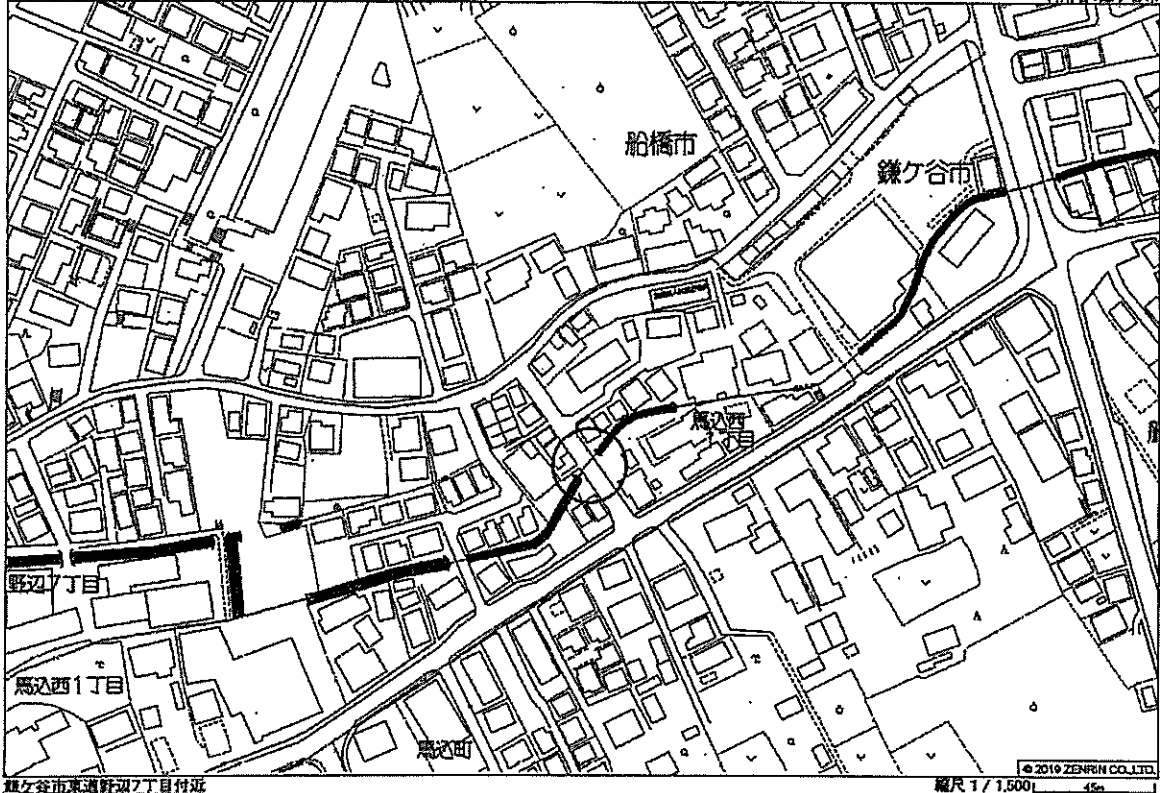 船橋市
鎌ケ谷市
馬込西
1丁目
野辺7丁目
馬込西1丁目
馬込町
© 2019 ZENRIN CO., LTD.
鎌ケ谷市東道野辺7丁目付近
縮尺 1 / 1,500
45m